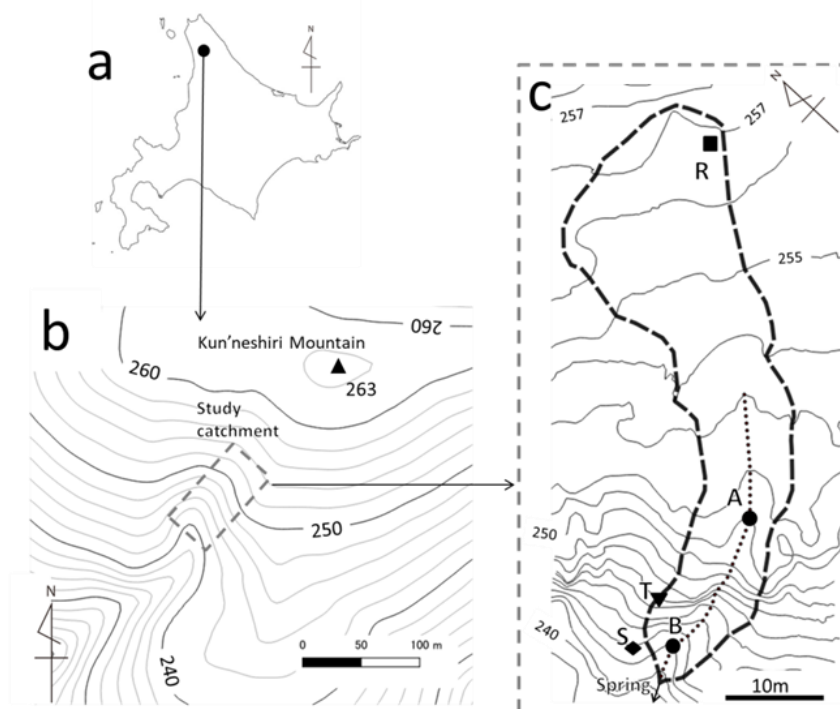 a
N
b
260
Kun'neshiri Mountain
260
263
Study
catchment
250
240
N
0 50 100 m
c
N
257
257
R
255
A
250
T
B
S
240
Spring
10m